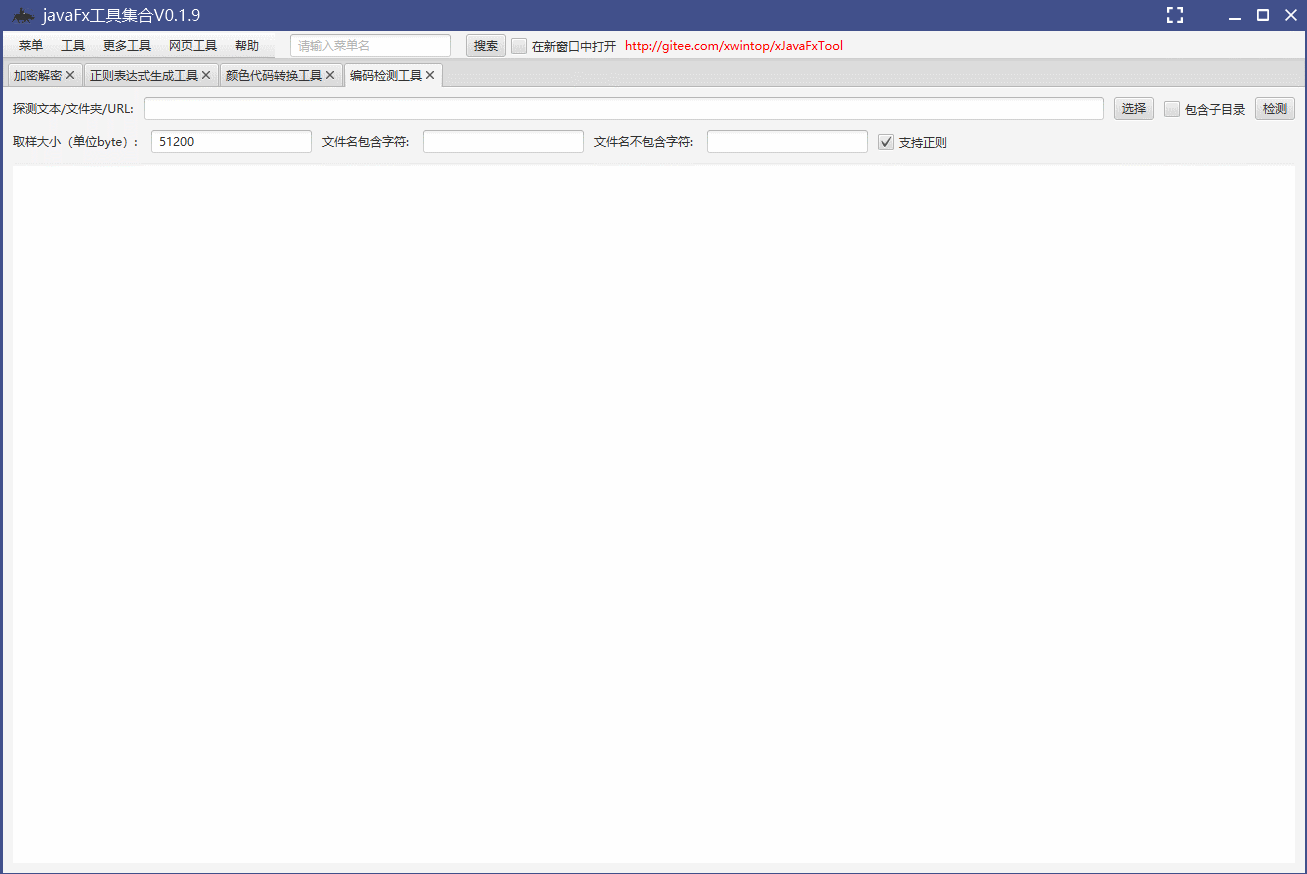 javaFx工具集合V0.1.9
菜单 工具 更多工具 网页工具 帮助 请输入菜单名 搜索 在新窗口中打开 http://gitee.com/xwintop/xJavaFxTool
加密解密 正则表达式生成工具 颜色代码转换工具 编码检测工具
探测文本/文件夹/URL: 选择 包含子目录 检测
取样大小（单位byte）: 51200 文件名包含字符: 文件名不包含字符: 支持正则